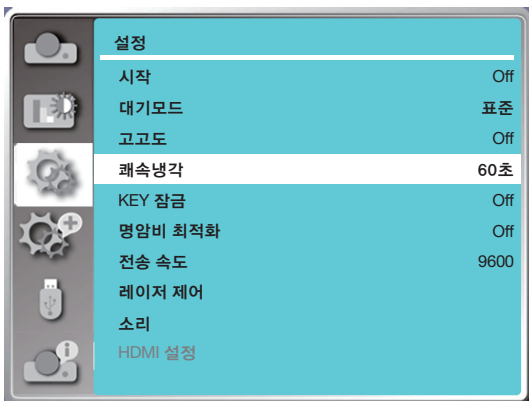 설정
시작 Off
대기모드 표준
고고도 Off
쾌속냉각 60초
KEY 잠금 Off
명암비 최적화 Off
전송 속도 9600
레이저 제어
소리
HDMI 설정